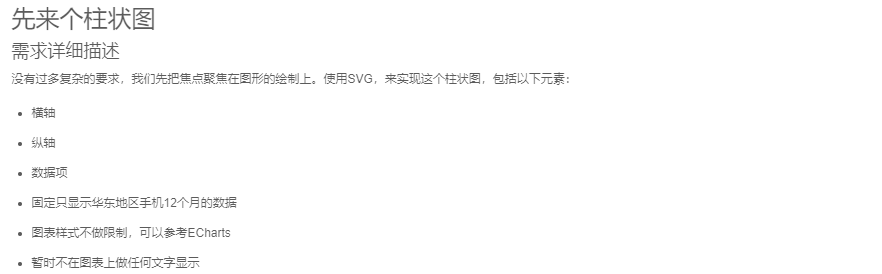 先来个柱状图
需求详细描述
没有过多复杂的要求，我们先把焦点聚焦在图形的绘制上。使用SVG，来实现这个柱状图，包括以下元素：
横轴
纵轴
数据项
固定只显示华东地区手机12个月的数据
图表样式不做限制，可以参考ECharts
暂时不在图表上做任何文字显示